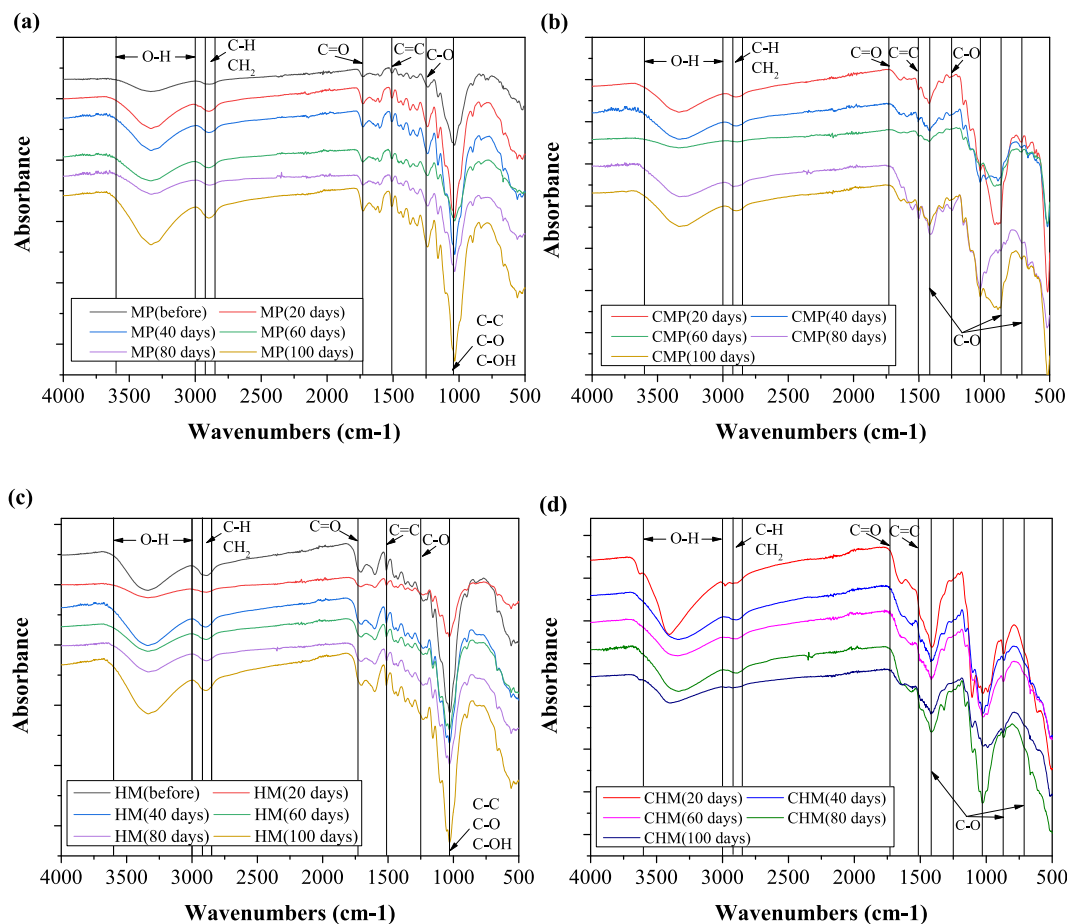 (a)
O-H
C-H
CH2
C=O
C=C
C-O
Absorbance
MP(before)
MP(20 days)
MP(40 days)
MP(60 days)
MP(80 days)
MP(100 days)
C-C
C-O
C-OH
4000 3500 3000 2500 2000 1500 1000 500
Wavenumbers (cm-1)
(b)
O-H
C-H
CH2
C=O
C=C
C-O
Absorbance
CMP(20 days)
CMP(40 days)
CMP(60 days)
CMP(80 days)
CMP(100 days)
C-O
4000 3500 3000 2500 2000 1500 1000 500
Wavenumbers (cm-1)
(c)
O-H
C-H
CH2
C=O
C=C
C-O
Absorbance
HM(before)
HM(20 days)
HM(40 days)
HM(60 days)
HM(80 days)
HM(100 days)
C-C
C-O
C-OH
4000 3500 3000 2500 2000 1500 1000 500
Wavenumbers (cm-1)
(d)
O-H
C-H
CH2
C=O
C=C
Absorbance
CHM(20 days)
CHM(40 days)
CHM(60 days)
CHM(80 days)
CHM(100 days)
C-O
4000 3500 3000 2500 2000 1500 1000 500
Wavenumbers (cm-1)